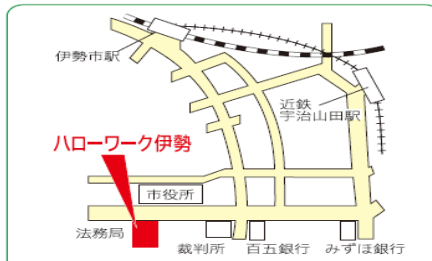 伊勢市駅
近鉄
宇治山田駅
ハローワーク伊勢
市役所
法務局
裁判所
百五銀行
みずほ銀行